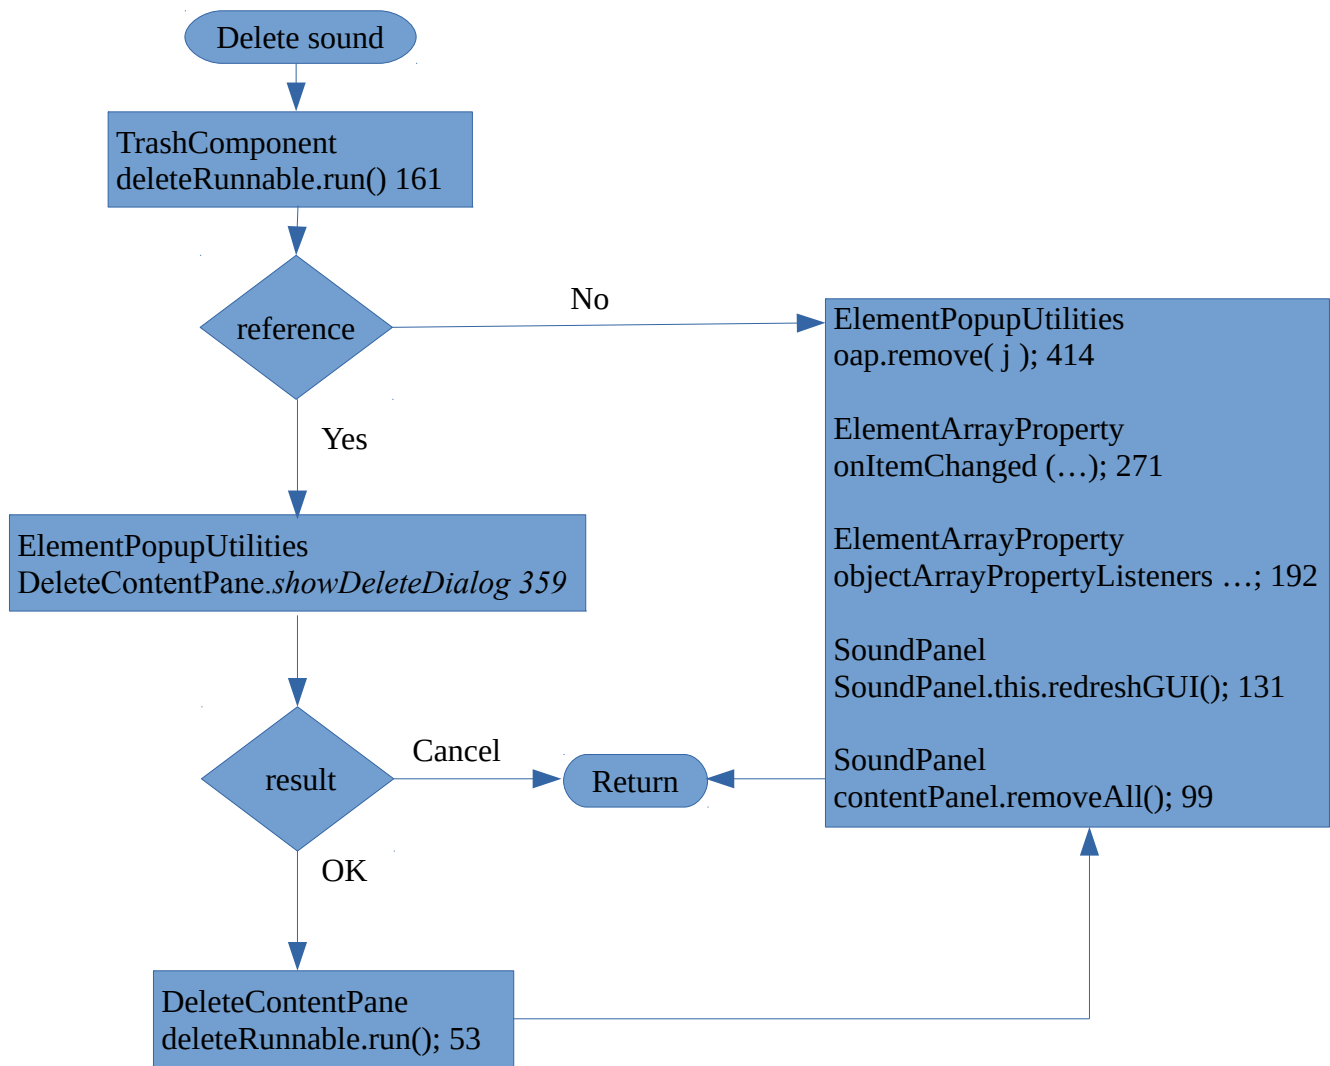 Delete sound
TrashComponent
deleteRunnable.run() 161
reference
No
Yes
ElementPopupUtilities
oap.remove( j ); 414
ElementArrayProperty
onItemChanged (…); 271
ElementArrayProperty
objectArrayPropertyListeners …; 192
SoundPanel
SoundPanel.this.redreshGUI(); 131
SoundPanel
contentPanel.removeAll(); 99
ElementPopupUtilities
DeleteContentPane.showDeleteDialog 359
result
Cancel
Return
OK
DeleteContentPane
deleteRunnable.run(); 53